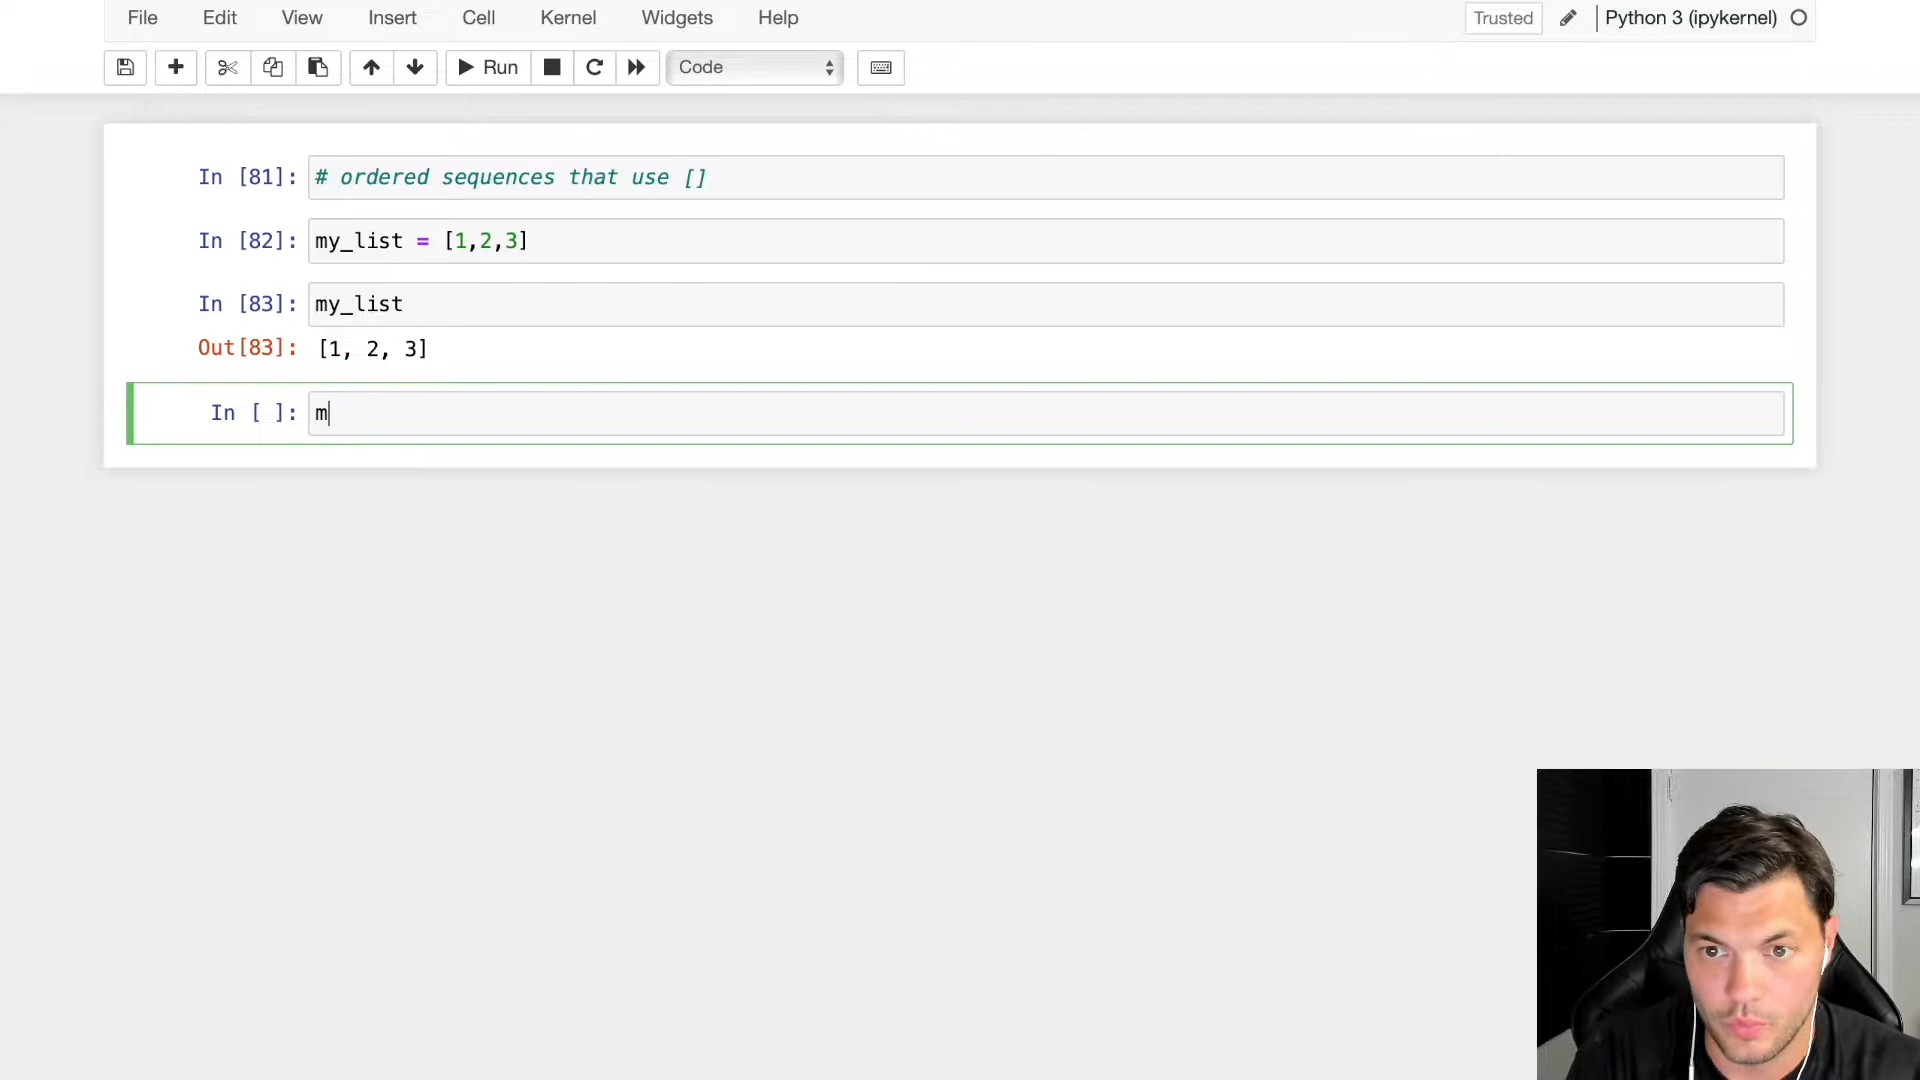 File Edit View Insert Cell Kernel Widgets Help Trusted Python 3 (ipykernel)
Run Code
In [81]: # ordered sequences that use []
In [82]: my_list = [1,2,3]
In [83]: my_list
Out[83]: [1, 2, 3]
In [ ]: m